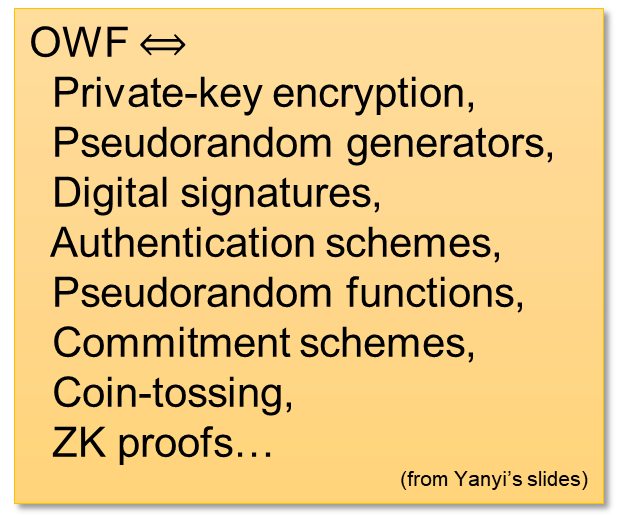 OWF ⟺
Private-key encryption,
Pseudorandom generators,
Digital signatures,
Authentication schemes,
Pseudorandom functions,
Commitment schemes,
Coin-tossing,
ZK proofs…
(from Yanyi’s slides)